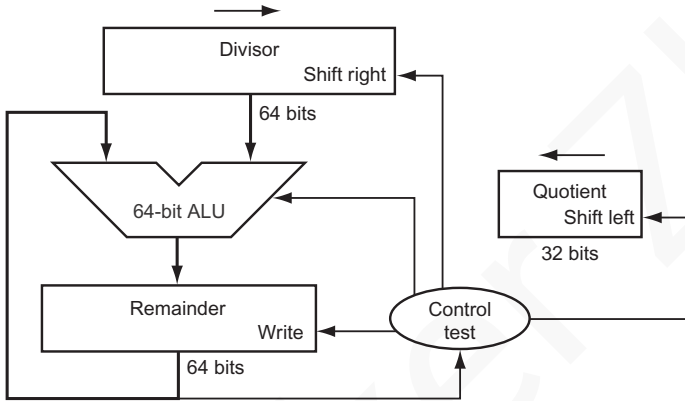 Divisor
Shift right
64 bits
64-bit ALU
Quotient
Shift left
32 bits
Remainder
Write
Control
test
64 bits